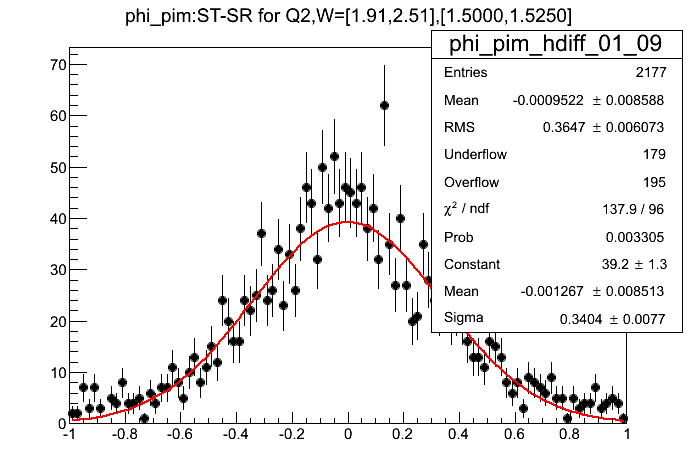 phi_pim:ST-SR for Q2,W=[1.91,2.51],[1.5000,1.5250]
phi_pim_hdiff_01_09
Entries 2177
Mean -0.0009522 ± 0.008588
RMS 0.3647 ± 0.006073
Underflow 179
Overflow 195
χ² / ndf 137.9 / 96
Prob 0.003305
Constant 39.2 ± 1.3
Mean -0.001267 ± 0.008513
Sigma 0.3404 ± 0.0077
70
60
50
40
30
20
10
0
-1 -0.8 -0.6 -0.4 -0.2 0 0.2 0.4 0.6 0.8 1